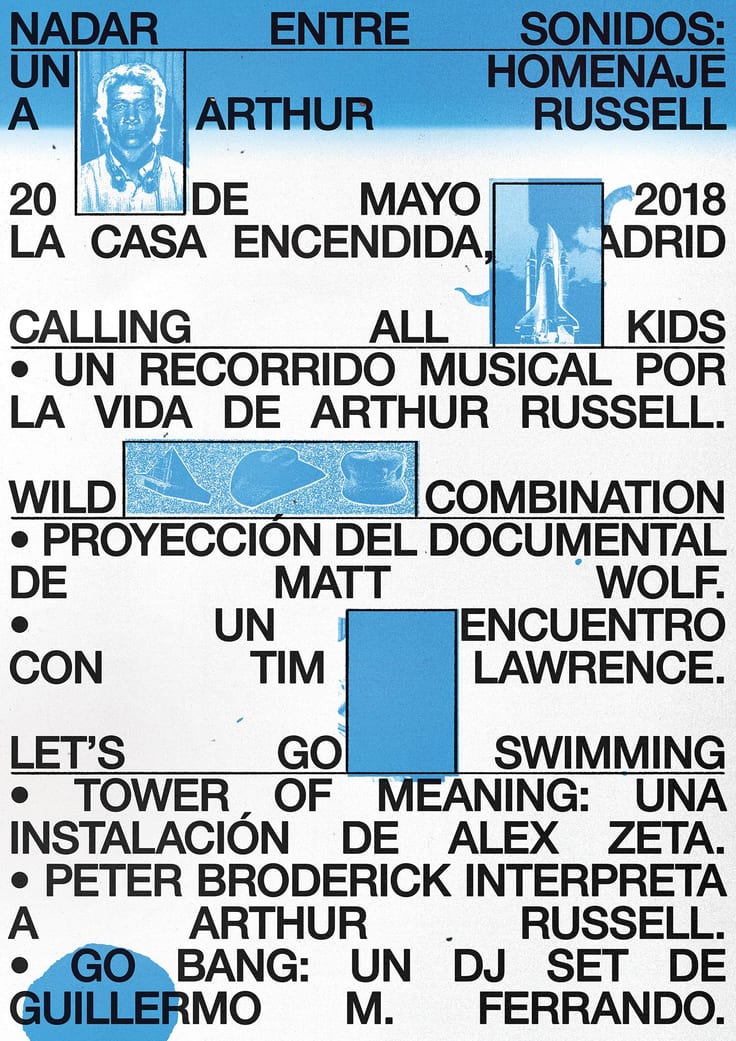 NADAR ENTRE SONIDOS:
UN HOMENAJE
A ARTHUR RUSSELL
20 DE MAYO 2018
LA CASA ENCENDIDA, ADRID
CALLING ALL KIDS
• UN RECORRIDO MUSICAL POR
LA VIDA DE ARTHUR RUSSELL.
WILD COMBINATION
• PROYECCIÓN DEL DOCUMENTAL
DE MATT WOLF.
• UN ENCUENTRO
CON TIM LAWRENCE.
LET'S GO SWIMMING
• TOWER OF MEANING: UNA
INSTALACIÓN DE ALEX ZETA.
• PETER BRODERICK INTERPRETA
A ARTHUR RUSSELL.
• GO BANG: UN DJ SET DE
GUILLERMO M. FERRANDO.